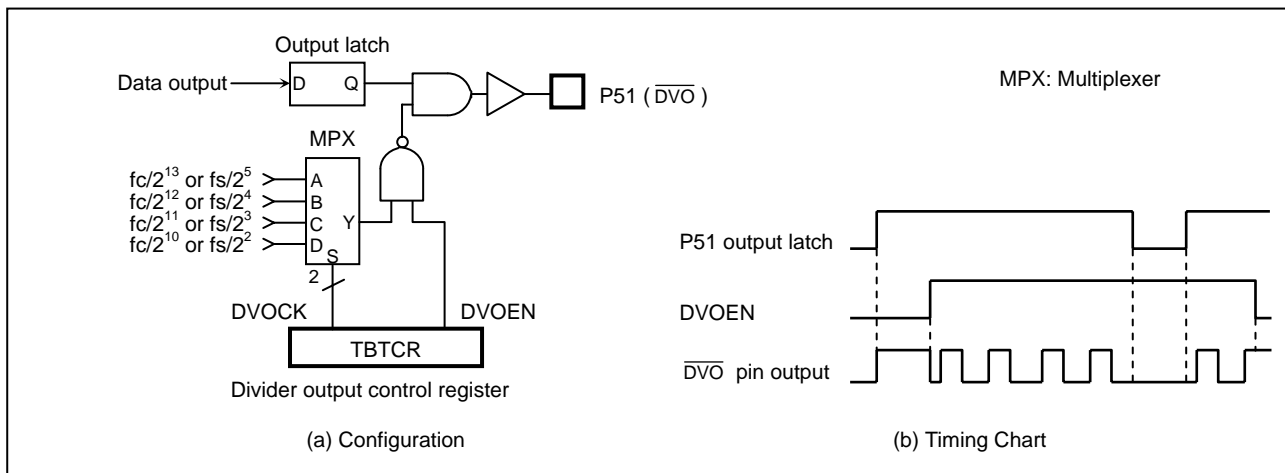 Output latch
Data output
D
Q
P51 ( DVO )
MPX: Multiplexer
MPX
fc/2^13 or fs/2^5
fc/2^12 or fs/2^4
fc/2^11 or fs/2^3
fc/2^10 or fs/2^2
A
B
C
D
Y
S
2
DVOCK
DVOEN
TBTCR
Divider output control register
(a) Configuration
P51 output latch
DVOEN
DVO pin output
(b) Timing Chart